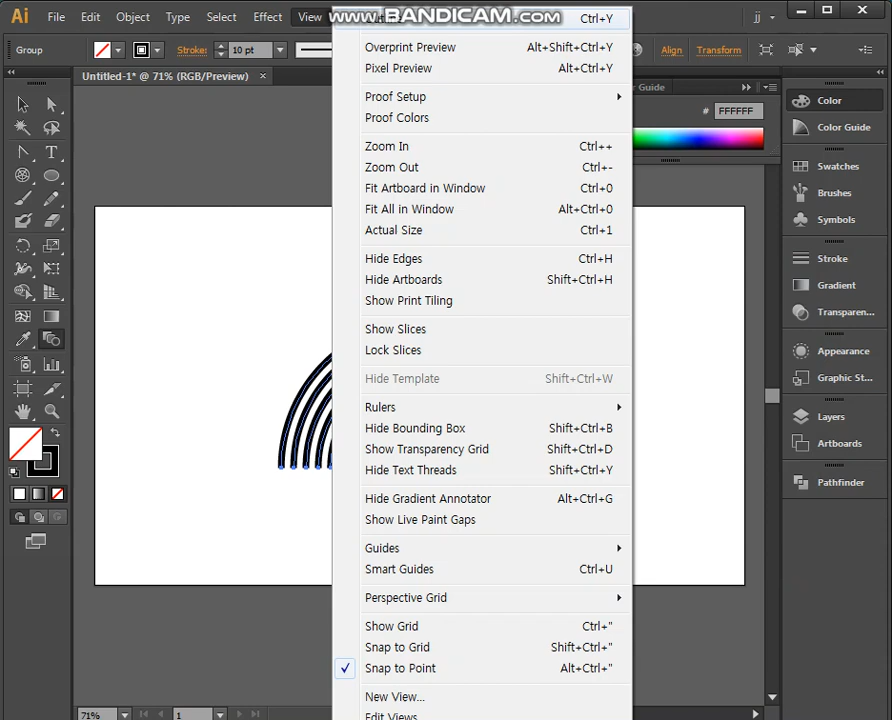 Ai File Edit Object Type Select Effect View
www.BANDICAM.com
Ctrl+Y
jj
Group
Stroke: 10 pt
Align Transform
Untitled-1* @ 71% (RGB/Preview) ×
Overprint Preview Alt+Shift+Ctrl+Y
Pixel Preview Alt+Ctrl+Y
Proof Setup
Proof Colors
Zoom In Ctrl++
Zoom Out Ctrl+-
Fit Artboard in Window Ctrl+0
Fit All in Window Alt+Ctrl+0
Actual Size Ctrl+1
Hide Edges Ctrl+H
Hide Artboards Shift+Ctrl+H
Show Print Tiling
Show Slices
Lock Slices
Hide Template Shift+Ctrl+W
Rulers
Hide Bounding Box Shift+Ctrl+B
Show Transparency Grid Shift+Ctrl+D
Hide Text Threads Shift+Ctrl+Y
Hide Gradient Annotator Alt+Ctrl+G
Show Live Paint Gaps
Guides
Smart Guides Ctrl+U
Perspective Grid
Show Grid Ctrl+"
Snap to Grid Shift+Ctrl+"
Snap to Point Alt+Ctrl+"
New View...
Edit Views...
Guide
# FFFFFF
Color
Color Guide
Swatches
Brushes
Symbols
Stroke
Gradient
Transparen...
Appearance
Graphic St...
Layers
Artboards
Pathfinder
71% 1